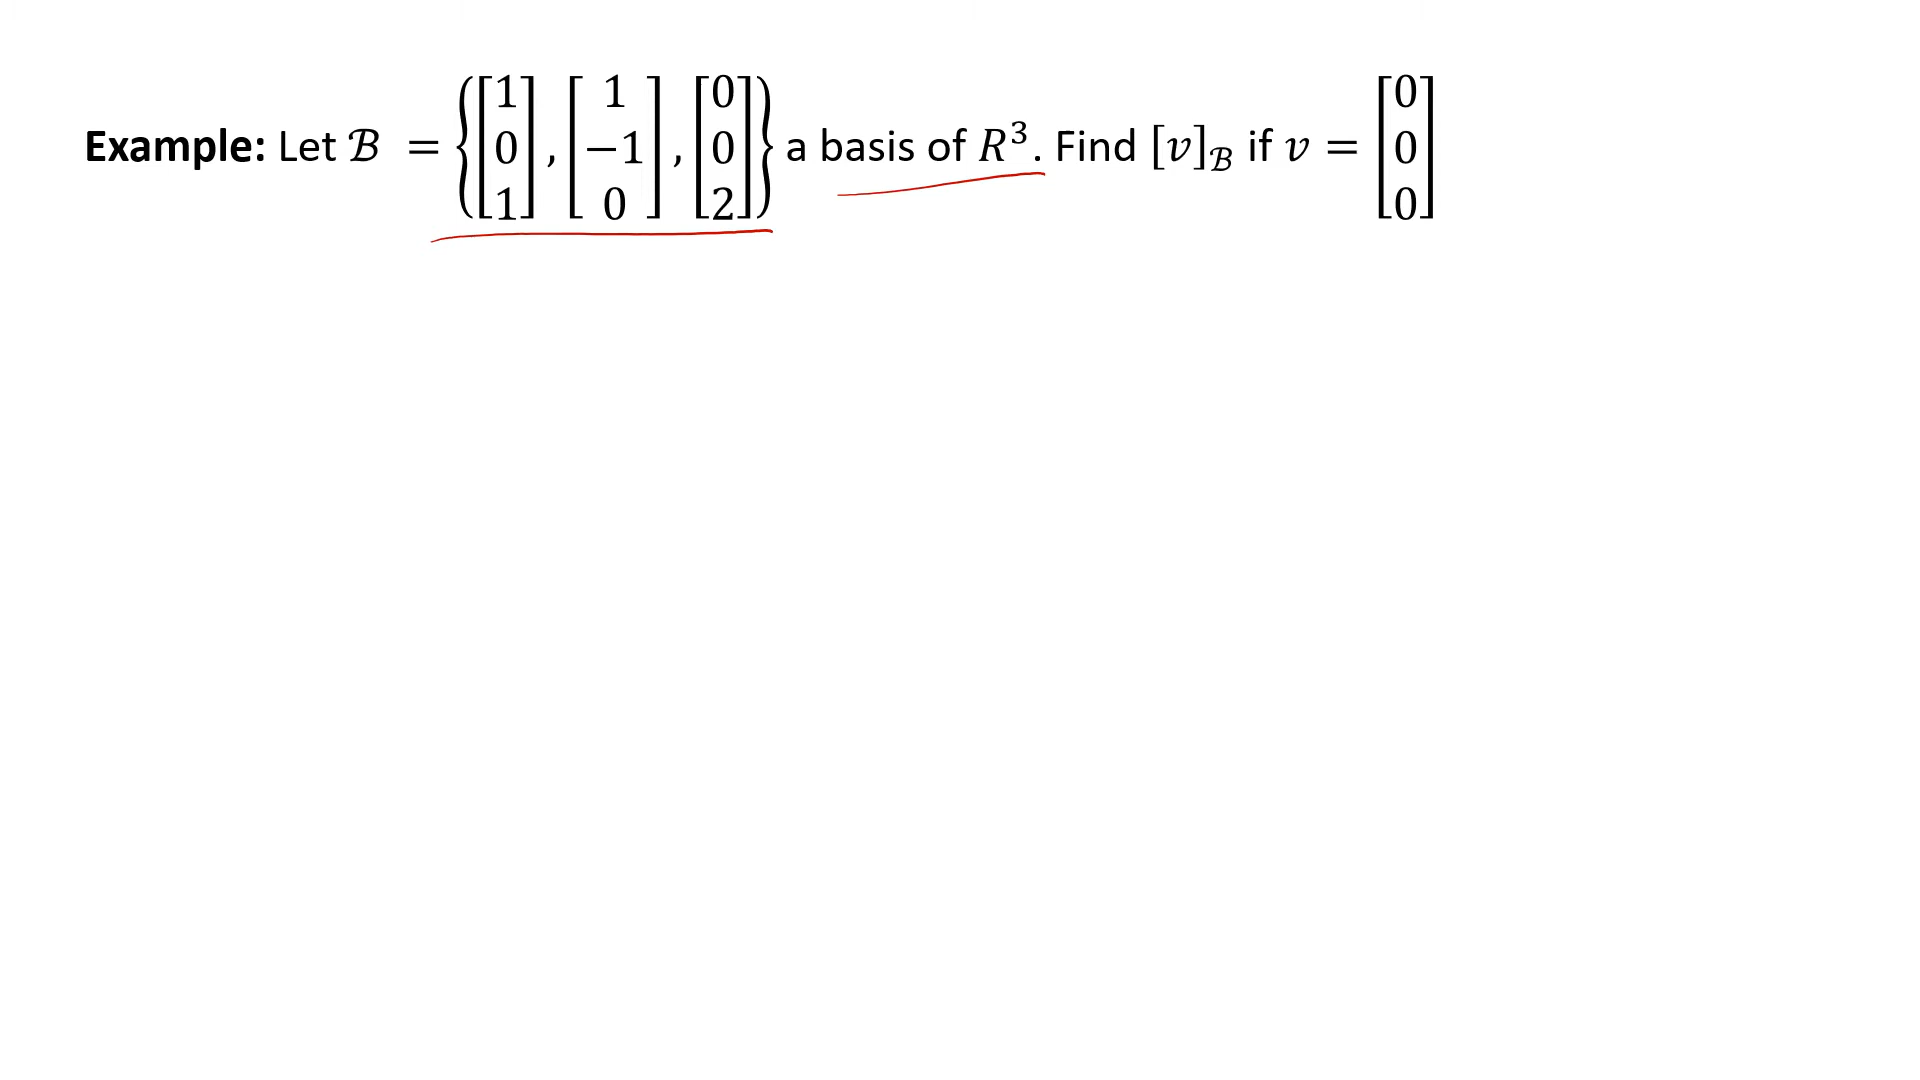 Example: Let ℬ = {[1 0 1], [1 −1 0], [0 0 2]} a basis of R³. Find [v]ℬ if v = [0 0 0]